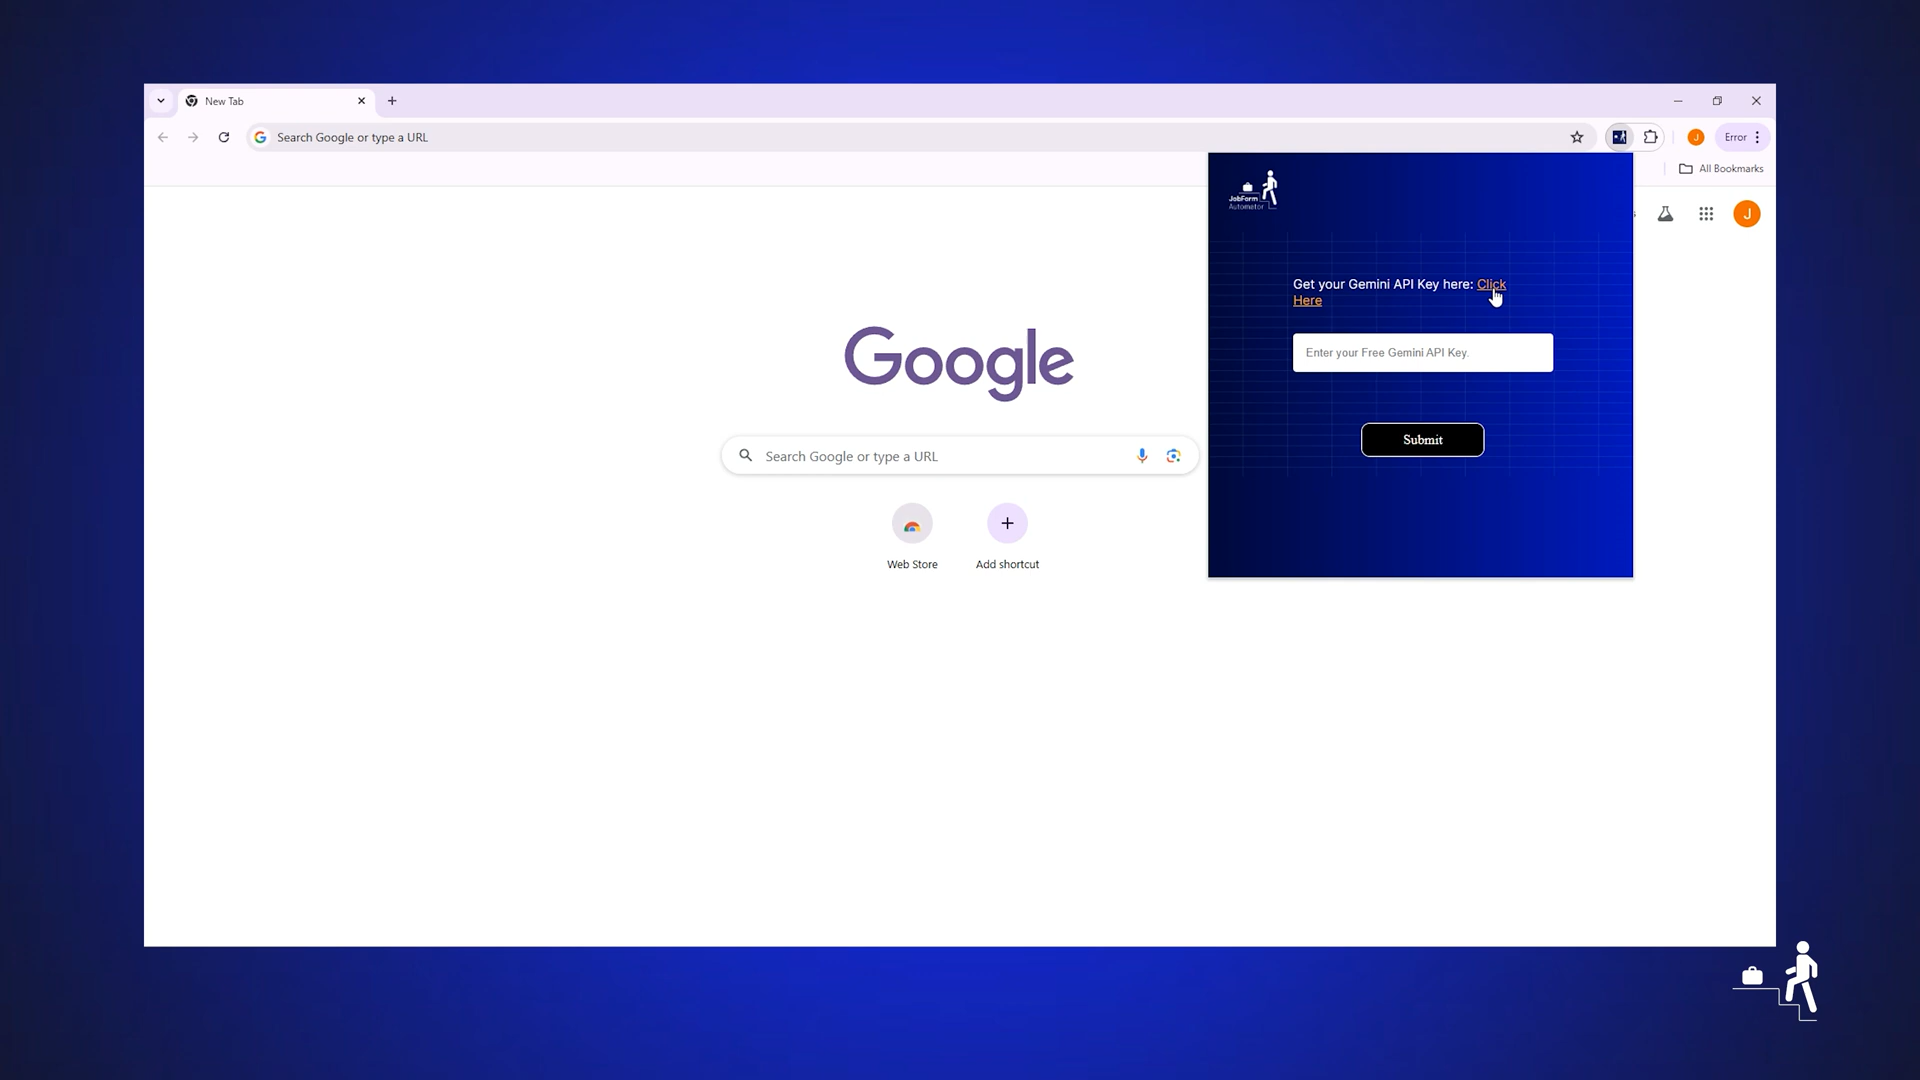 New Tab
Search Google or type a URL
J
Error
All Bookmarks
JobForm
Automator
J
Get your Gemini API Key here: Click
Here
Enter your Free Gemini API Key.
Submit
Google
Search Google or type a URL
Web Store
Add shortcut